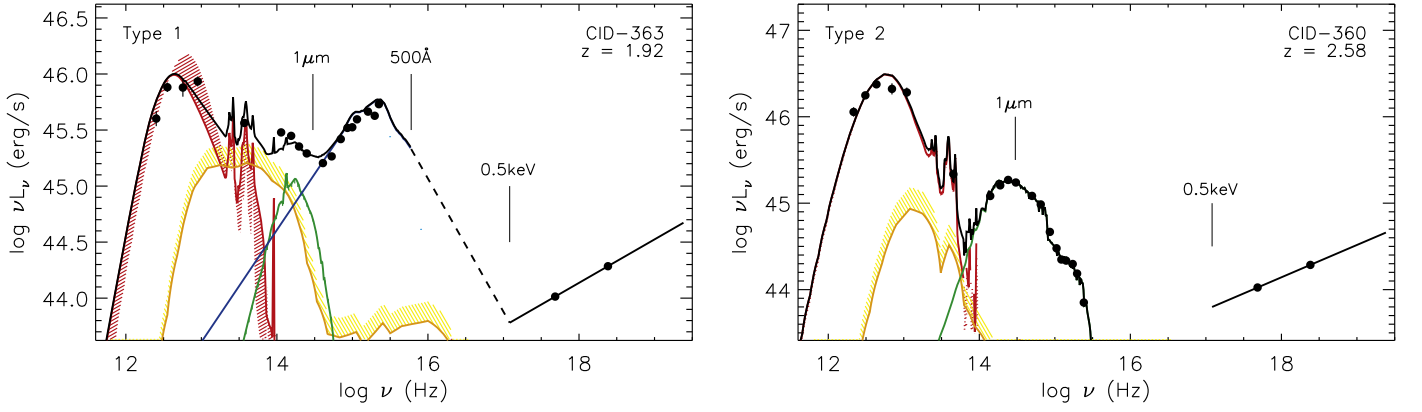 Type 1
CID-363
z = 1.92
1μm
500Å
0.5keV
46.5
46.0
45.5
45.0
44.5
44.0
log νLν (erg/s)
12
14
16
18
log ν (Hz)
Type 2
CID-360
z = 2.58
1μm
0.5keV
47
46
45
44
log νLν (erg/s)
12
14
16
18
log ν (Hz)